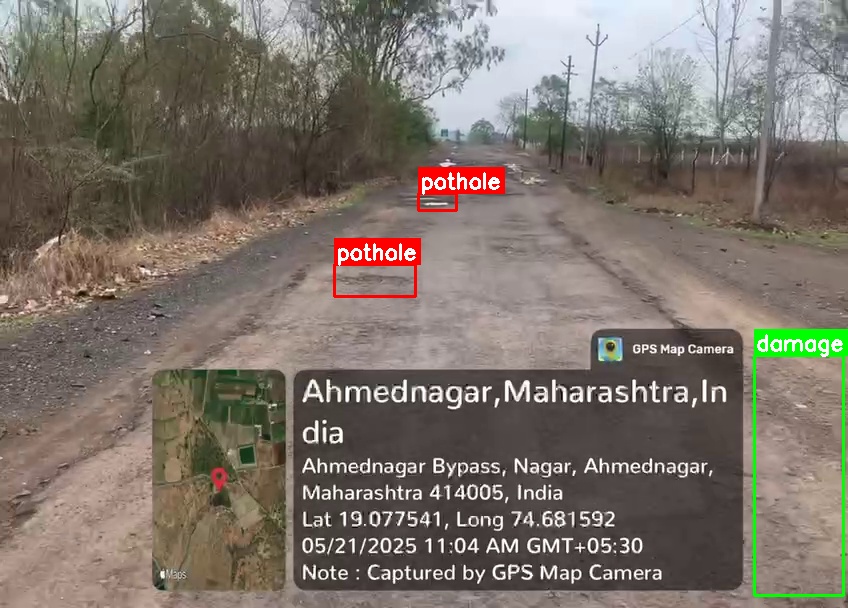 pothole
pothole
damage
GPS Map Camera
Ahmednagar,Maharashtra,In
dia
Ahmednagar Bypass, Nagar, Ahmednagar,
Maharashtra 414005, India
Lat 19.077541, Long 74.681592
05/21/2025 11:04 AM GMT+05:30
Note : Captured by GPS Map Camera
Maps